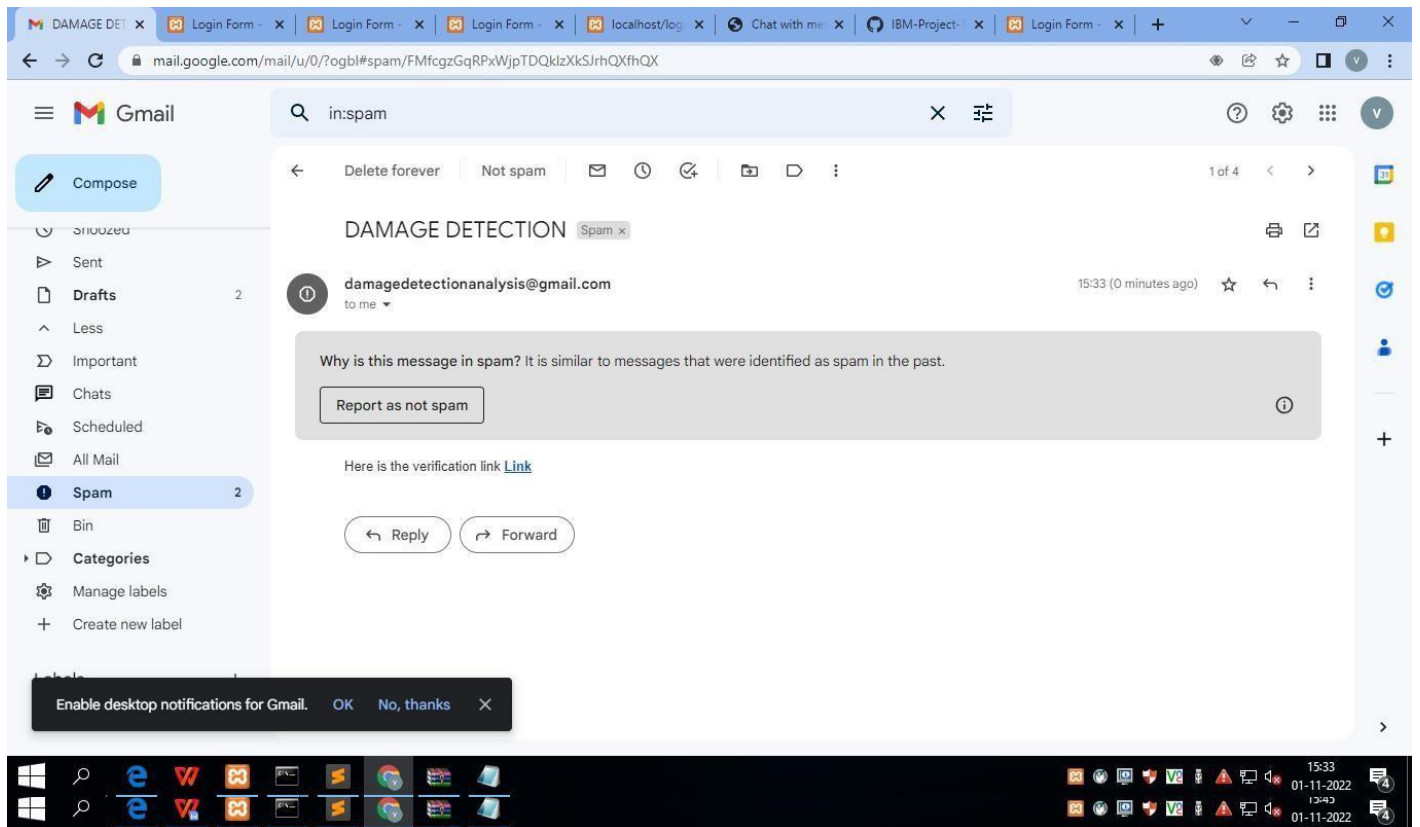 DAMAGE DET
Login Form -
Login Form -
Login Form -
localhost/log
Chat with me
IBM-Project-
Login Form -
mail.google.com/mail/u/0/?ogbl#spam/FMfcgzGqRPxWjpTDQklzXkSJrhQXfhQX
V
Gmail
in:spam
V
Compose
Delete forever
Not spam
1 of 4
31
Snoozed
DAMAGE DETECTION
Spam x
Sent
Drafts 2
damagedetectionanalysis@gmail.com
15:33 (0 minutes ago)
to me
Less
Important
Why is this message in spam? It is similar to messages that were identified as spam in the past.
Chats
Report as not spam
Scheduled
All Mail
Here is the verification link Link
Spam 2
Bin
Reply
Forward
Categories
Manage labels
Create new label
Labels
Enable desktop notifications for Gmail. OK No, thanks
15:33
01-11-2022
4
01-11-2022
4